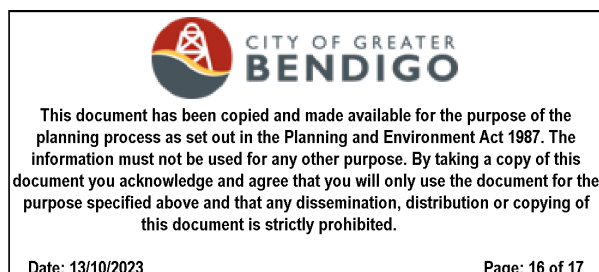 CITY OF GREATER
BENDIGO
This document has been copied and made available for the purpose of the
planning process as set out in the Planning and Environment Act 1987. The
information must not be used for any other purpose. By taking a copy of this
document you acknowledge and agree that you will only use the document for the
purpose specified above and that any dissemination, distribution or copying of
this document is strictly prohibited.
Date: 13/10/2023 Page: 16 of 17